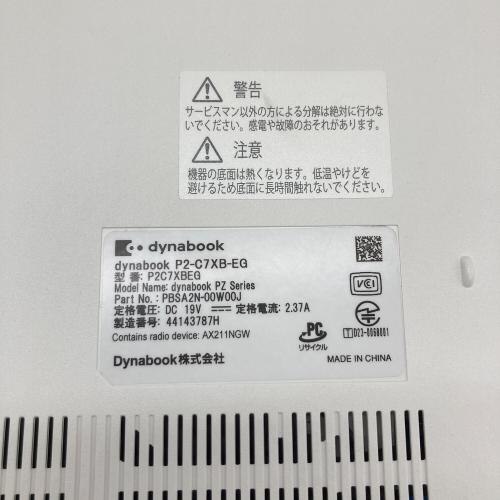 警告
サービスマン以外の方による分解は絶対に行わな
いでください。感電や故障のおそれがあります。
注意
機器の底面は熱くなります。低温やけどを
避けるため底面に長時間触れないでください。
dynabook
dynabook P2-C7XB-EG
型 番: P2C7XBEG
Model Name: dynabook PZ Series
Part No.: PBSA2N-00W00J
定格電圧: DC 19V 定格電流: 2.37A
製造番号: 44143787H
Contains radio device: AX211NGW
Dynabook株式会社
VCI
PC
リサイクル
D23-0068001
MADE IN CHINA